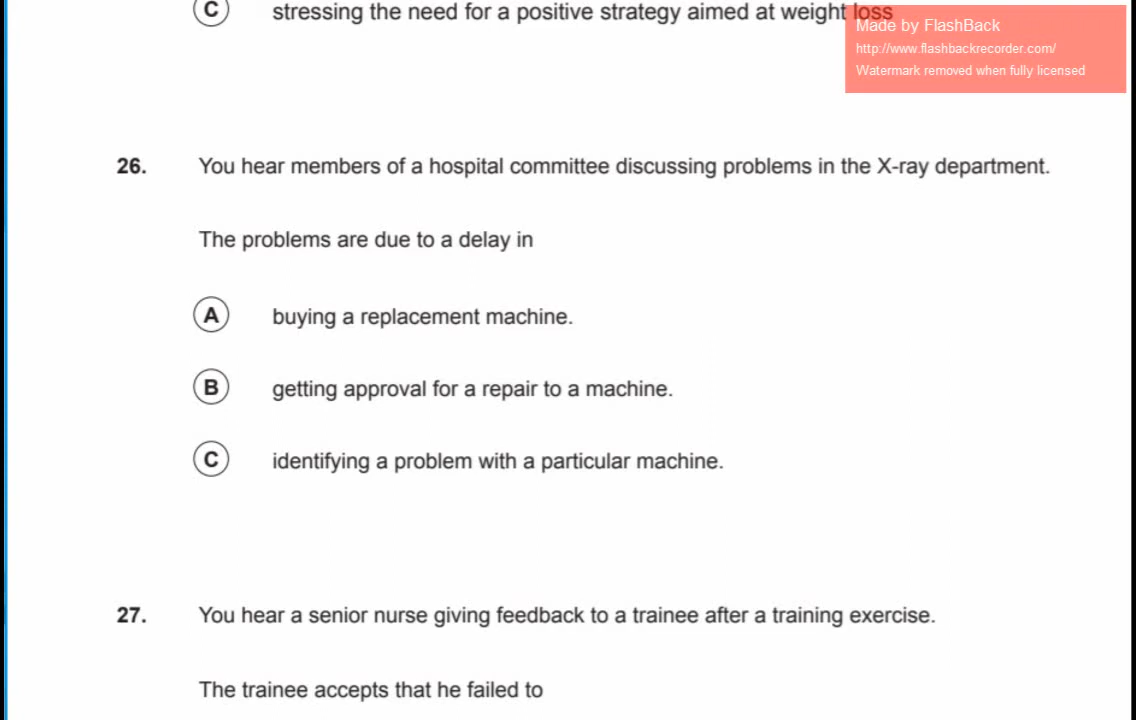 C stressing the need for a positive strategy aimed at weight loss
Made by FlashBack
http://www.flashbackrecorder.com/
Watermark removed when fully licensed
26. You hear members of a hospital committee discussing problems in the X-ray department.
The problems are due to a delay in
A buying a replacement machine.
B getting approval for a repair to a machine.
C identifying a problem with a particular machine.
27. You hear a senior nurse giving feedback to a trainee after a training exercise.
The trainee accepts that he failed to